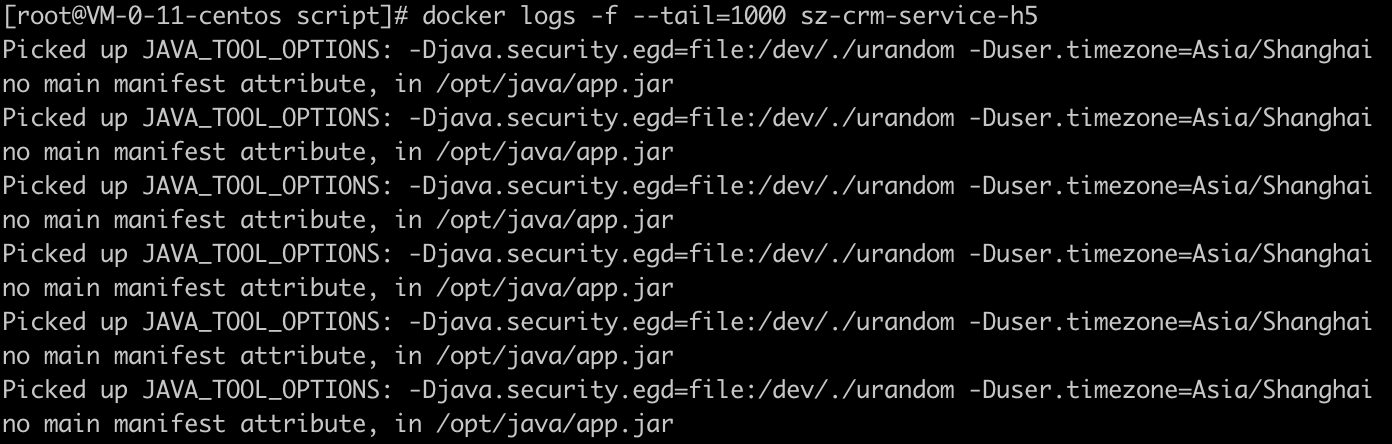 [root@VM-0-11-centos script]# docker logs -f --tail=1000 sz-crm-service-h5
Picked up JAVA_TOOL_OPTIONS: -Djava.security.egd=file:/dev/./urandom -Duser.timezone=Asia/Shanghai
no main manifest attribute, in /opt/java/app.jar
Picked up JAVA_TOOL_OPTIONS: -Djava.security.egd=file:/dev/./urandom -Duser.timezone=Asia/Shanghai
no main manifest attribute, in /opt/java/app.jar
Picked up JAVA_TOOL_OPTIONS: -Djava.security.egd=file:/dev/./urandom -Duser.timezone=Asia/Shanghai
no main manifest attribute, in /opt/java/app.jar
Picked up JAVA_TOOL_OPTIONS: -Djava.security.egd=file:/dev/./urandom -Duser.timezone=Asia/Shanghai
no main manifest attribute, in /opt/java/app.jar
Picked up JAVA_TOOL_OPTIONS: -Djava.security.egd=file:/dev/./urandom -Duser.timezone=Asia/Shanghai
no main manifest attribute, in /opt/java/app.jar
Picked up JAVA_TOOL_OPTIONS: -Djava.security.egd=file:/dev/./urandom -Duser.timezone=Asia/Shanghai
no main manifest attribute, in /opt/java/app.jar